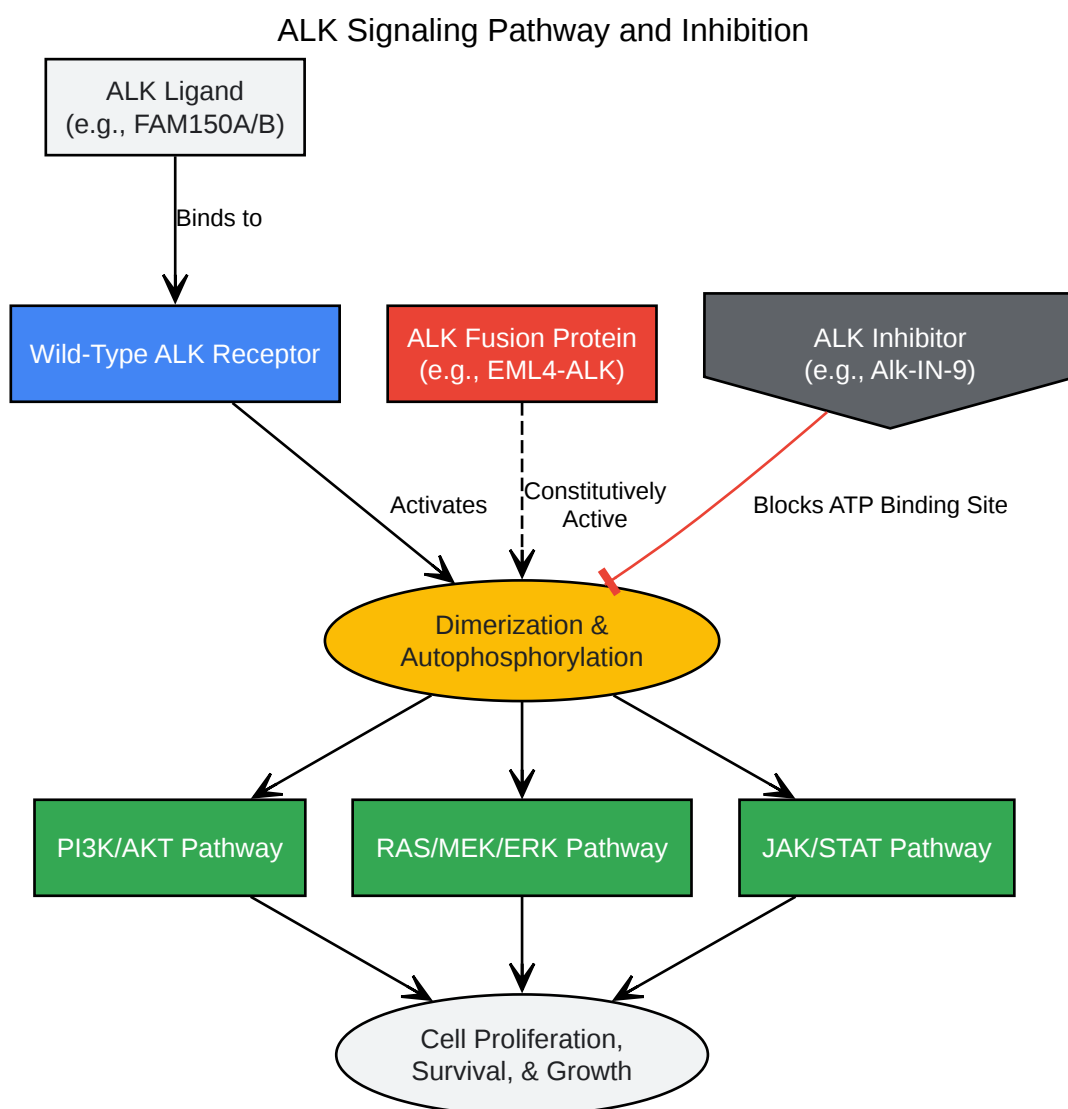 ALK Signaling Pathway and Inhibition
ALK Ligand
(e.g., FAM150A/B)
Binds to
Wild-Type ALK Receptor
ALK Fusion Protein
(e.g., EML4-ALK)
ALK Inhibitor
(e.g., Alk-IN-9)
Activates
Constitutively
Active
Blocks ATP Binding Site
Dimerization &
Autophosphorylation
PI3K/AKT Pathway
RAS/MEK/ERK Pathway
JAK/STAT Pathway
Cell Proliferation,
Survival, & Growth